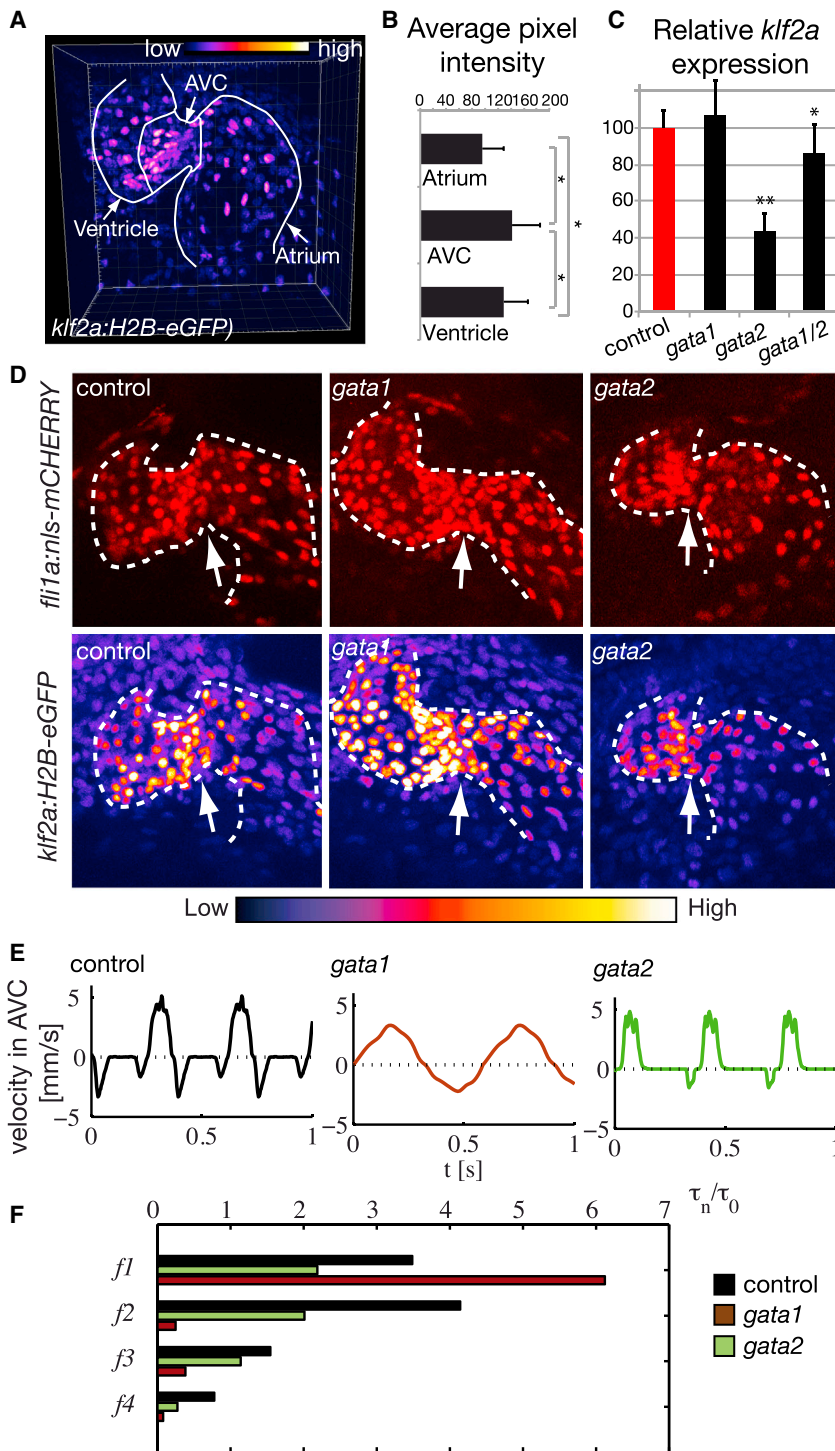 A
low high
AVC
Ventricle
Atrium
klf2a:H2B-eGFP)
B
Average pixel
intensity
0 40 80 120 160 200
Atrium
*
*
AVC
*
Ventricle
C
Relative klf2a
expression
100
80
60
40
20
0
*
**
control
gata1
gata2
gata1/2
D
fli1a:nls-mCHERRY
control
gata1
gata2
klf2a:H2B-eGFP
control
gata1
gata2
Low High
E
velocity in AVC
[mm/s]
control
5
0
−5
0 0.5 1
gata1
5
0
−5
0 0.5 1
t [s]
gata2
5
0
−5
0 0.5 1
F
0 1 2 3 4 5 6 7
τn/τ0
f1
f2
f3
f4
control
gata1
gata2